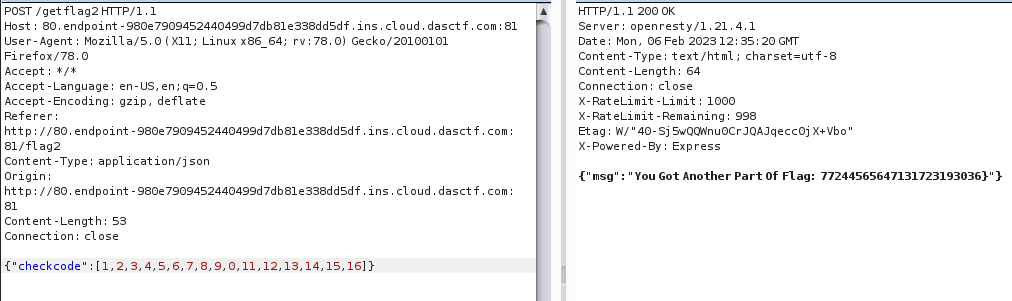 POST /getflag2 HTTP/1.1
Host: 80.endpoint-980e7909452440499d7db81e338dd5df.ins.cloud.dasctf.com:81
User-Agent: Mozilla/5.0 (X11; Linux x86_64; rv:78.0) Gecko/20100101
Firefox/78.0
Accept: */*
Accept-Language: en-US,en;q=0.5
Accept-Encoding: gzip, deflate
Referer:
http://80.endpoint-980e7909452440499d7db81e338dd5df.ins.cloud.dasctf.com:
81/flag2
Content-Type: application/json
Origin:
http://80.endpoint-980e7909452440499d7db81e338dd5df.ins.cloud.dasctf.com:
81
Content-Length: 53
Connection: close

{"checkcode":[1,2,3,4,5,6,7,8,9,0,11,12,13,14,15,16]}
HTTP/1.1 200 OK
Server: openresty/1.21.4.1
Date: Mon, 06 Feb 2023 12:35:20 GMT
Content-Type: text/html; charset=utf-8
Content-Length: 64
Connection: close
X-RateLimit-Limit: 1000
X-RateLimit-Remaining: 998
Etag: W/"40-Sj5wQQWnu0CrJQAJqecc0jX+Vbo"
X-Powered-By: Express

{"msg":"You Got Another Part Of Flag: 77244565647131723193036}"}